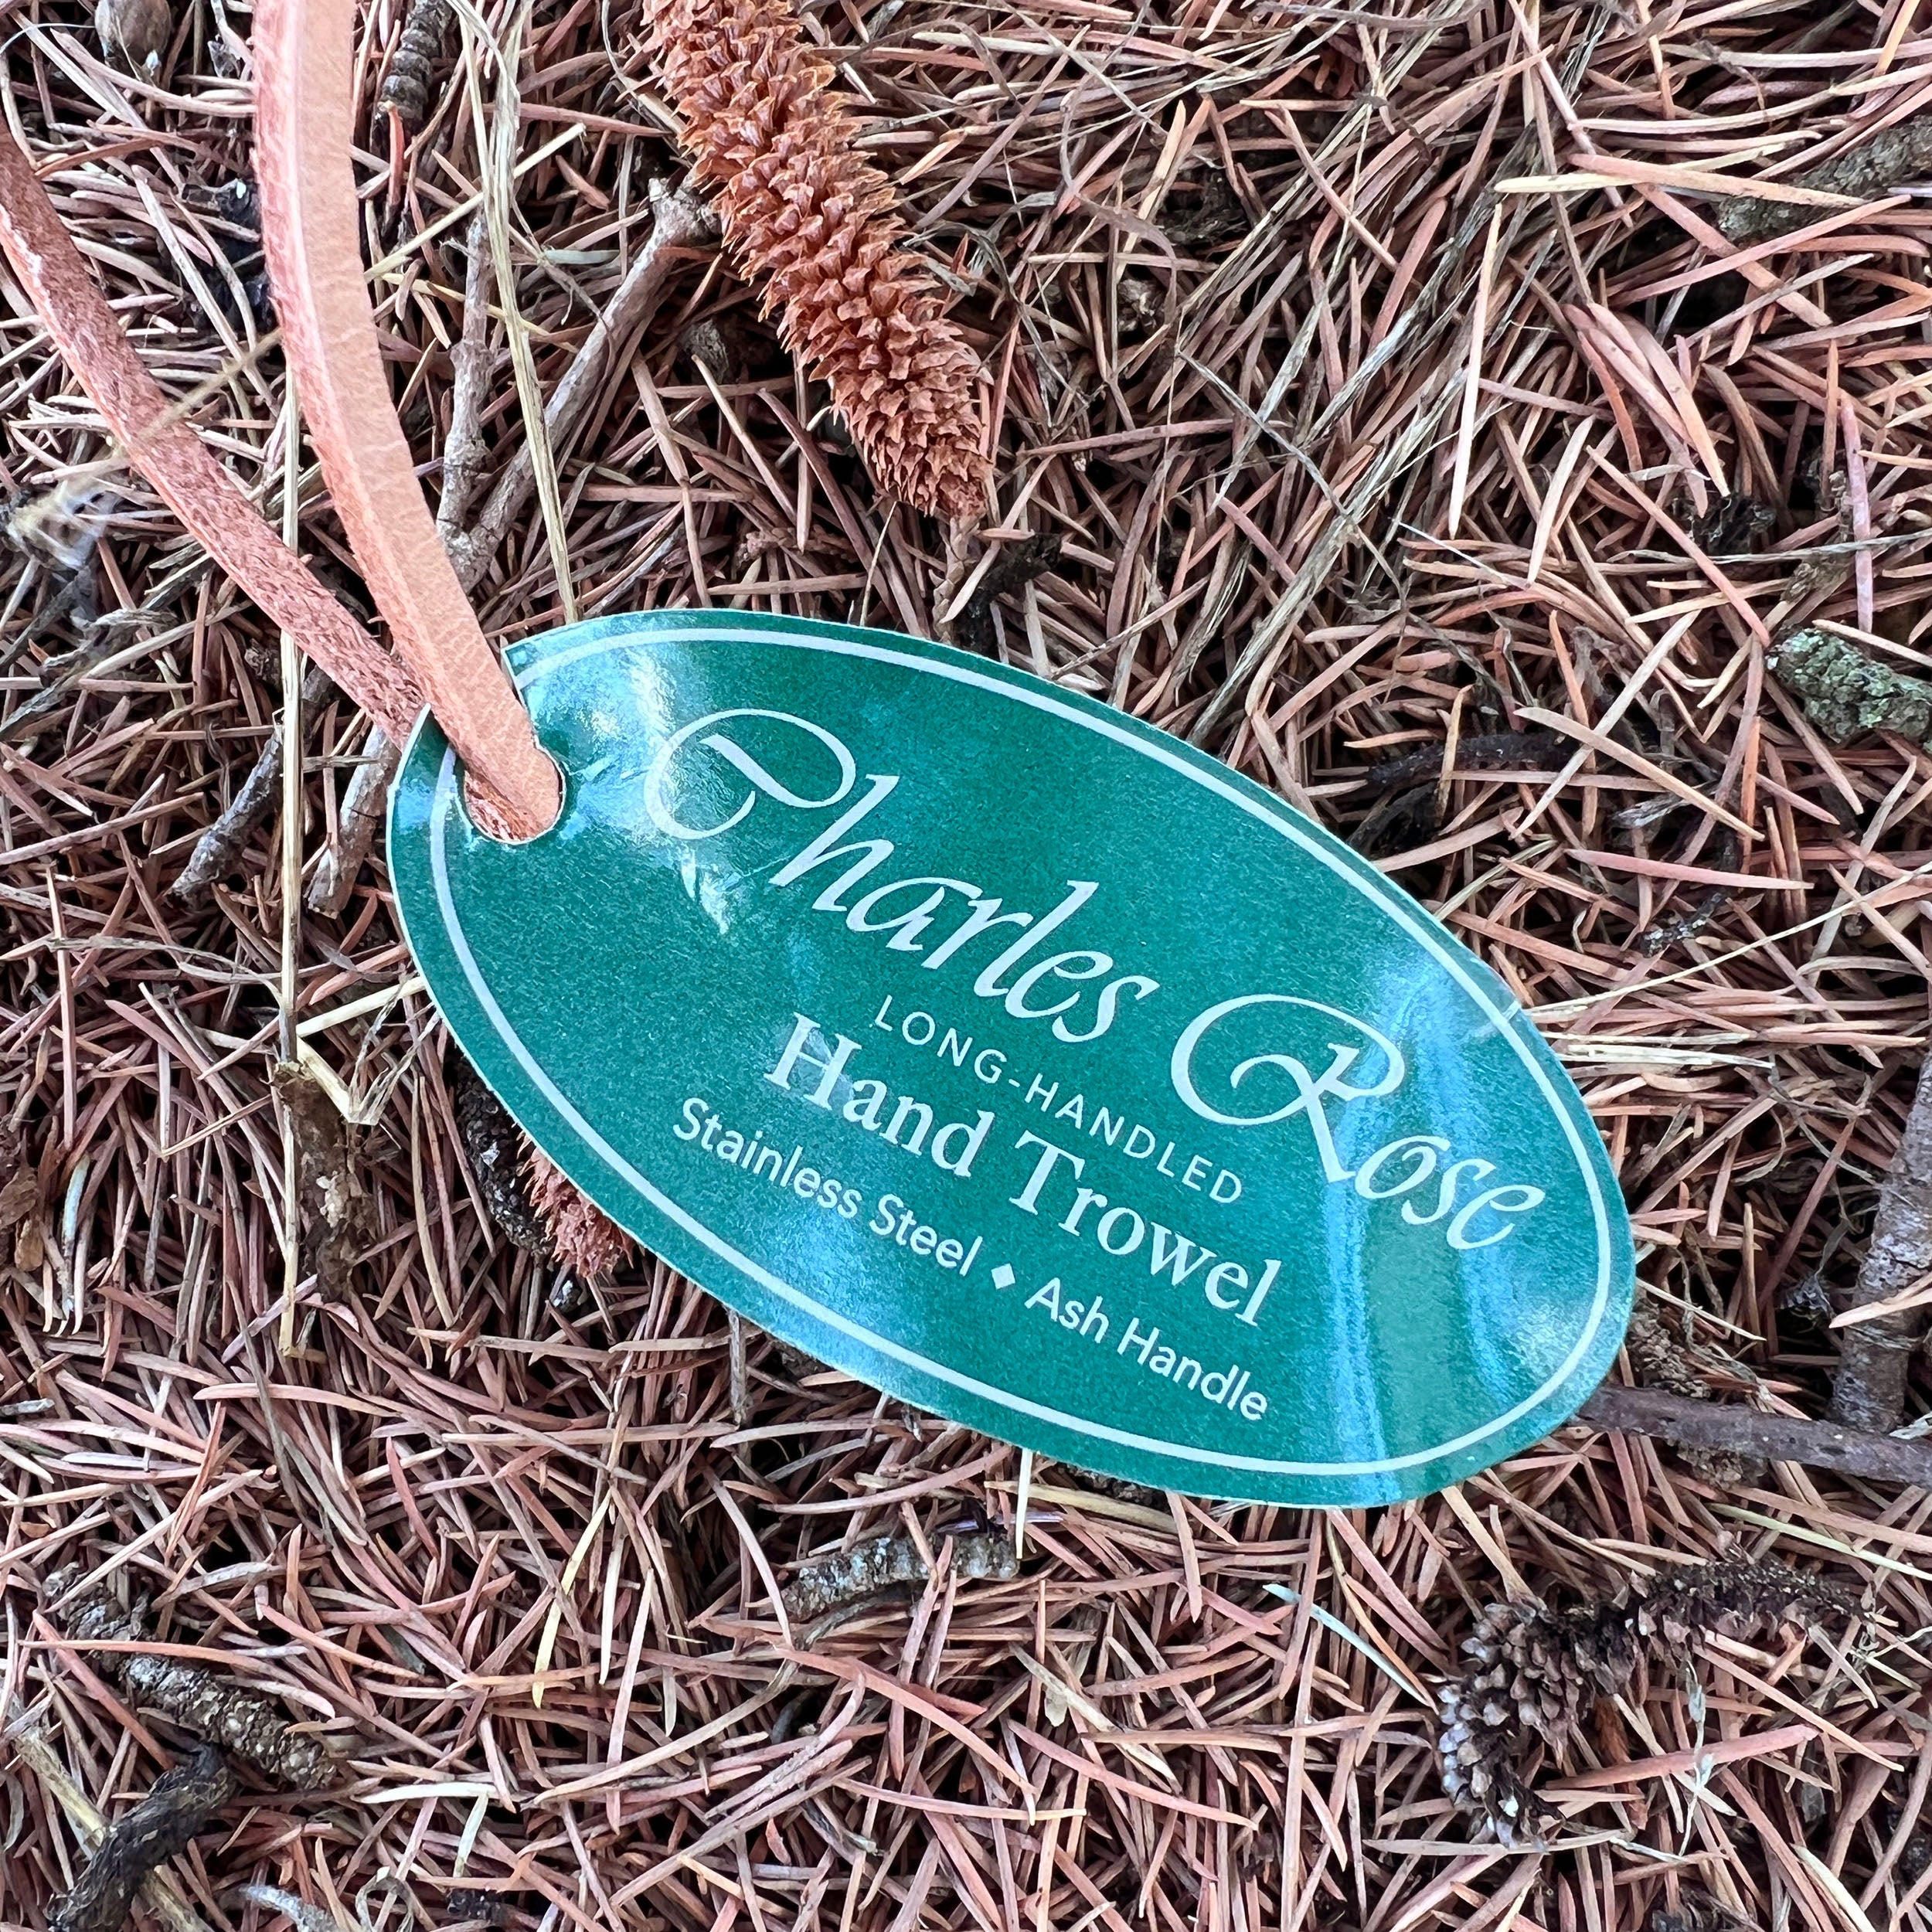 Charles Rose
LONG-HANDLED
Hand Trowel
Stainless Steel ◆ Ash Handle